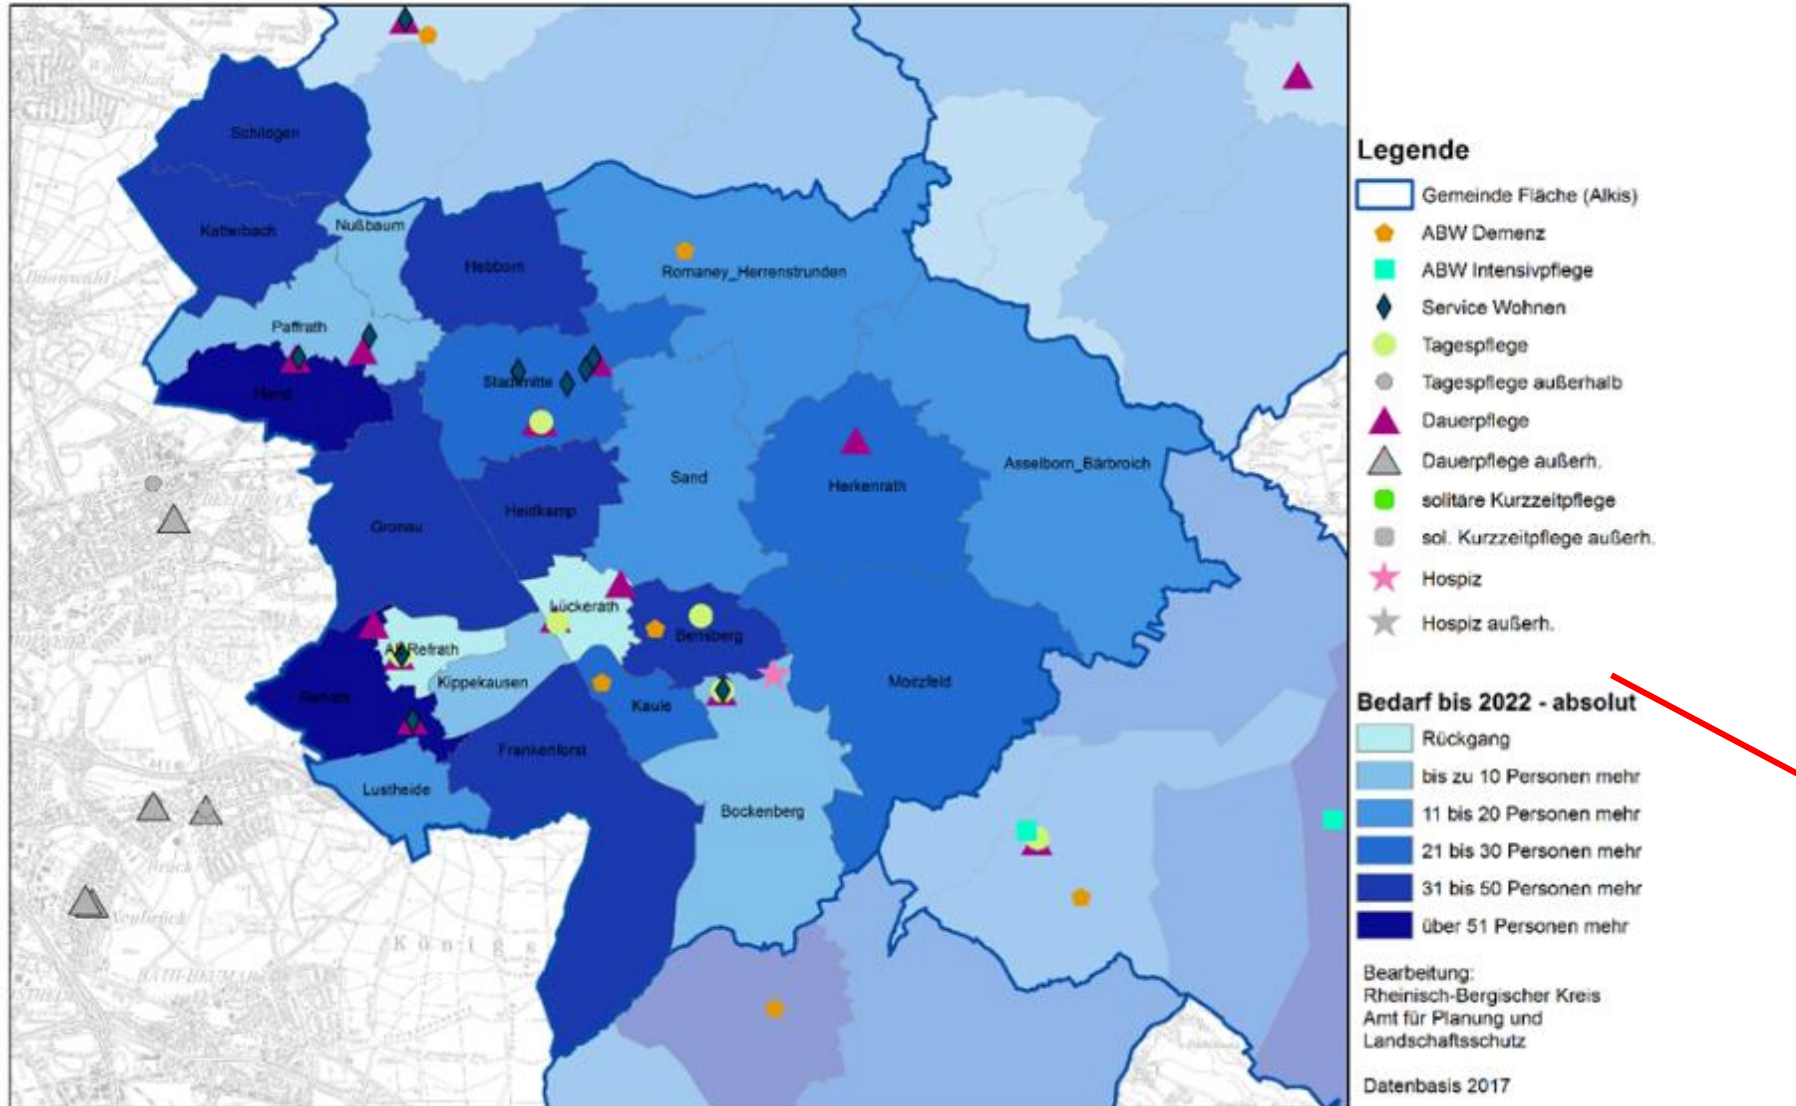 Schildgen
Katterbach
Nußbaum
Hebborn
Romaney_Herrenstrunden
Paffrath
Hand
Stadtmitte
Sand
Herkenrath
Asselborn_Bärbroich
Gronau
Heidkamp
Lückerath
Bensberg
Refrath
Kippekausen
Refrath
Kaule
Moitzfeld
Frankenforst
Lustheide
Bockenberg
Königs
Legende
Gemeinde Fläche (Alkis)
ABW Demenz
ABW Intensivpflege
Service Wohnen
Tagespflege
Tagespflege außerhalb
Dauerpflege
Dauerpflege außerh.
solitäre Kurzzeitpflege
sol. Kurzzeitpflege außerh.
Hospiz
Hospiz außerh.
Bedarf bis 2022 - absolut
Rückgang
bis zu 10 Personen mehr
11 bis 20 Personen mehr
21 bis 30 Personen mehr
31 bis 50 Personen mehr
über 51 Personen mehr
Bearbeitung:
Rheinisch-Bergischer Kreis
Amt für Planung und
Landschaftsschutz
Datenbasis 2017